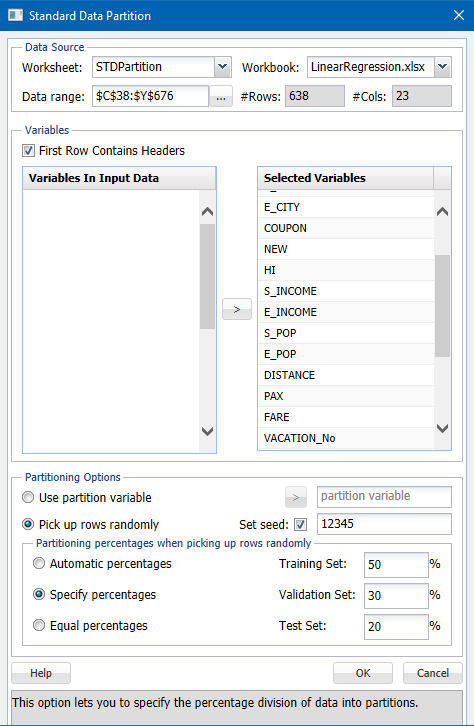 Standard Data Partition
Data Source
Worksheet: STDPartition Workbook: LinearRegression.xlsx
Data range: $C$38:$Y$676 ... #Rows: 638 #Cols: 23
Variables
First Row Contains Headers
Variables In Input Data
Selected Variables
E_CITY
COUPON
NEW
HI
S_INCOME
E_INCOME
S_POP
E_POP
DISTANCE
PAX
FARE
VACATION_No
>
Partitioning Options
Use partition variable > partition variable
Pick up rows randomly Set seed: 12345
Partitioning percentages when picking up rows randomly
Automatic percentages Training Set: 50 %
Specify percentages Validation Set: 30 %
Equal Partitions Test Set: 20 %
Help OK Cancel
This option lets you to specify the percentage division of data into partitions.